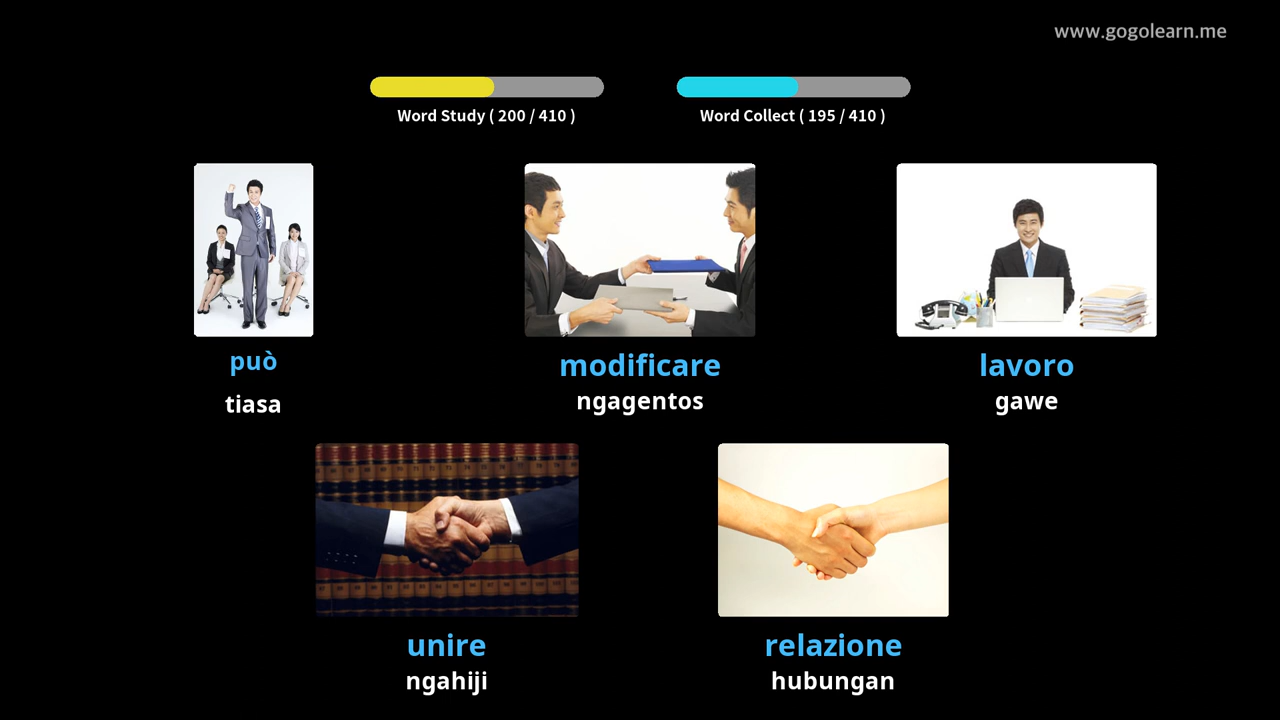 www.gogolearn.me
Word Study ( 200 / 410 )
Word Collect ( 195 / 410 )
può
tiasa
modificare
ngagentos
lavoro
gawe
unire
ngahiji
relazione
hubungan